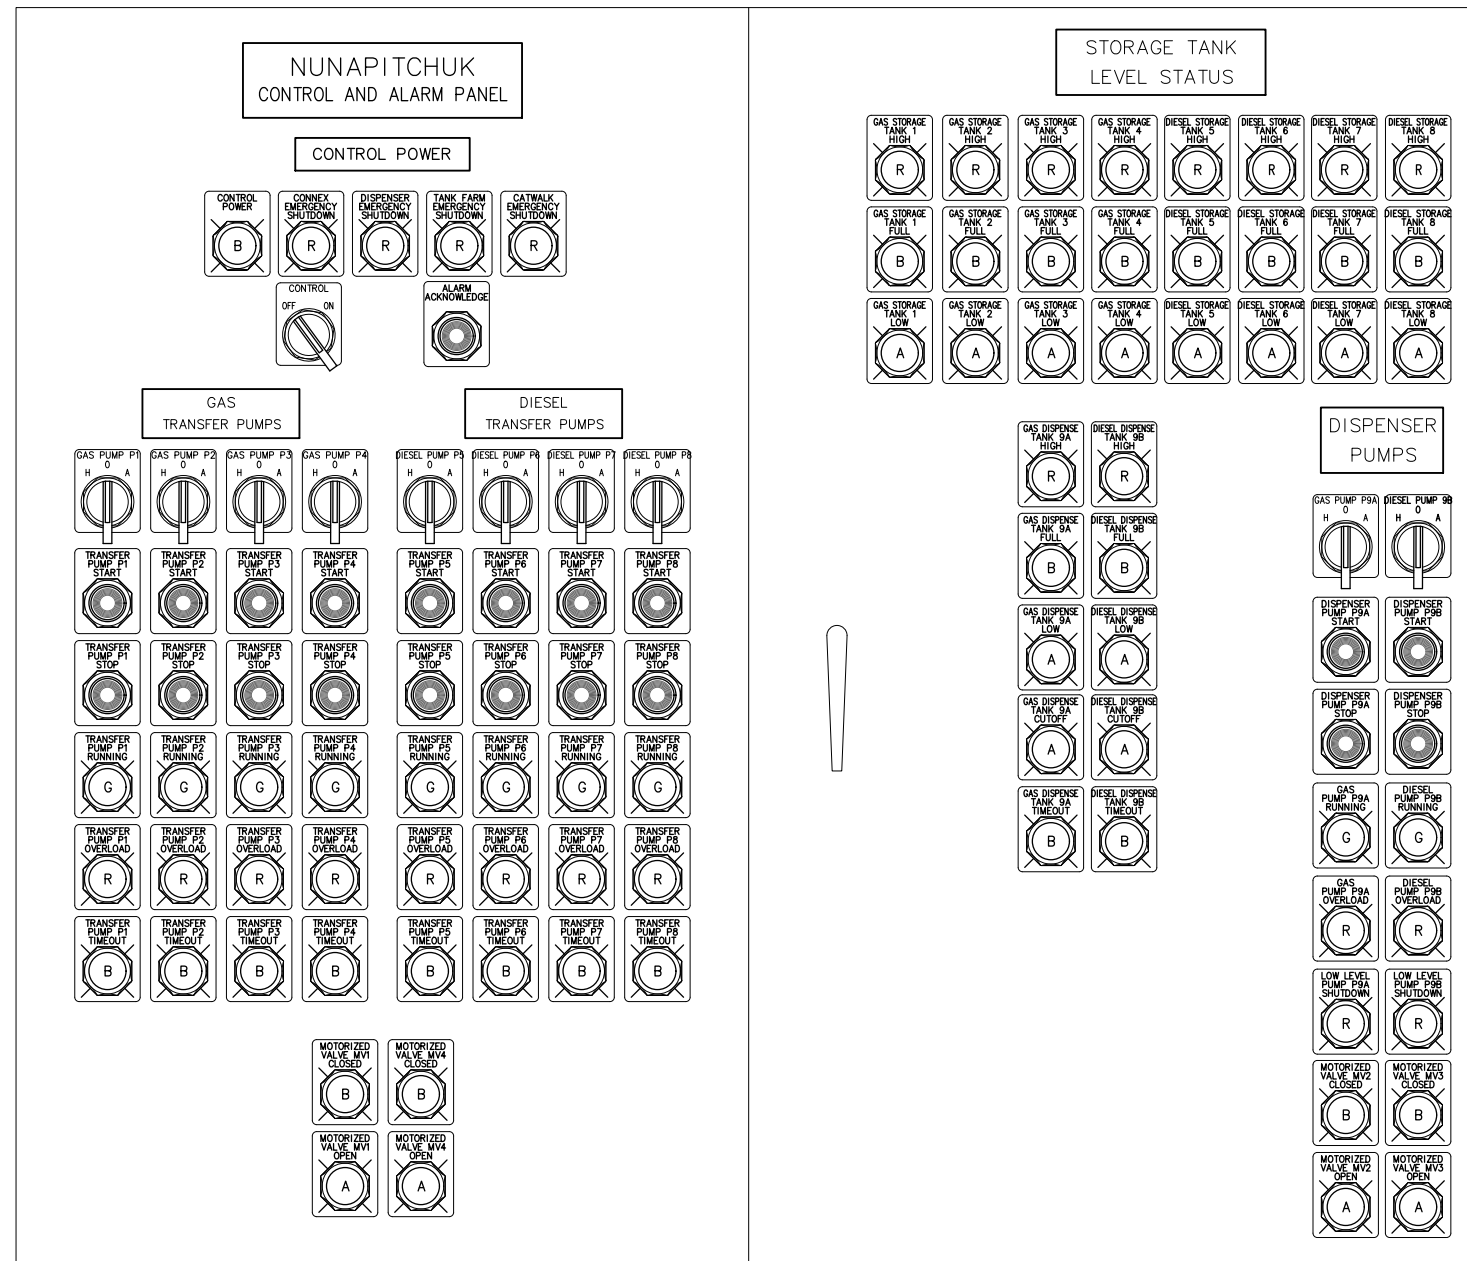 NUNAPITCHUK
CONTROL AND ALARM PANEL
CONTROL POWER
CONTROL
POWER
B
CONNEX
EMERGENCY
SHUTDOWN
R
DISPENSER
EMERGENCY
SHUTDOWN
R
TANK FARM
EMERGENCY
SHUTDOWN
R
CATWALK
EMERGENCY
SHUTDOWN
R
CONTROL
OFF ON
ALARM
ACKNOWLEDGE
GAS
TRANSFER PUMPS
GAS PUMP P1
O
H A
GAS PUMP P2
O
H A
GAS PUMP P3
O
H A
GAS PUMP P4
O
H A
TRANSFER
PUMP P1
START
TRANSFER
PUMP P2
START
TRANSFER
PUMP P3
START
TRANSFER
PUMP P4
START
TRANSFER
PUMP P1
STOP
TRANSFER
PUMP P2
STOP
TRANSFER
PUMP P3
STOP
TRANSFER
PUMP P4
STOP
TRANSFER
PUMP P1
RUNNING
G
TRANSFER
PUMP P2
RUNNING
G
TRANSFER
PUMP P3
RUNNING
G
TRANSFER
PUMP P4
RUNNING
G
TRANSFER
PUMP P1
OVERLOAD
R
TRANSFER
PUMP P2
OVERLOAD
R
TRANSFER
PUMP P3
OVERLOAD
R
TRANSFER
PUMP P4
OVERLOAD
R
TRANSFER
PUMP P1
TIMEOUT
B
TRANSFER
PUMP P2
TIMEOUT
B
TRANSFER
PUMP P3
TIMEOUT
B
TRANSFER
PUMP P4
TIMEOUT
B
DIESEL
TRANSFER PUMPS
DIESEL PUMP P5
O
H A
DIESEL PUMP P6
O
H A
DIESEL PUMP P7
O
H A
DIESEL PUMP P8
O
H A
TRANSFER
PUMP P5
START
TRANSFER
PUMP P6
START
TRANSFER
PUMP P7
START
TRANSFER
PUMP P8
START
TRANSFER
PUMP P5
STOP
TRANSFER
PUMP P6
STOP
TRANSFER
PUMP P7
STOP
TRANSFER
PUMP P8
STOP
TRANSFER
PUMP P5
RUNNING
G
TRANSFER
PUMP P6
RUNNING
G
TRANSFER
PUMP P7
RUNNING
G
TRANSFER
PUMP P8
RUNNING
G
TRANSFER
PUMP P5
OVERLOAD
R
TRANSFER
PUMP P6
OVERLOAD
R
TRANSFER
PUMP P7
OVERLOAD
R
TRANSFER
PUMP P8
OVERLOAD
R
TRANSFER
PUMP P5
TIMEOUT
B
TRANSFER
PUMP P6
TIMEOUT
B
TRANSFER
PUMP P7
TIMEOUT
B
TRANSFER
PUMP P8
TIMEOUT
B
MOTORIZED
VALVE MV1
CLOSED
B
MOTORIZED
VALVE MV4
CLOSED
B
MOTORIZED
VALVE MV1
OPEN
A
MOTORIZED
VALVE MV4
OPEN
A
STORAGE TANK
LEVEL STATUS
GAS STORAGE
TANK 1
HIGH
R
GAS STORAGE
TANK 2
HIGH
R
GAS STORAGE
TANK 3
HIGH
R
GAS STORAGE
TANK 4
HIGH
R
DIESEL STORAGE
TANK 5
HIGH
R
DIESEL STORAGE
TANK 6
HIGH
R
DIESEL STORAGE
TANK 7
HIGH
R
DIESEL STORAGE
TANK 8
HIGH
R
GAS STORAGE
TANK 1
FULL
B
GAS STORAGE
TANK 2
FULL
B
GAS STORAGE
TANK 3
FULL
B
GAS STORAGE
TANK 4
FULL
B
DIESEL STORAGE
TANK 5
FULL
B
DIESEL STORAGE
TANK 6
FULL
B
DIESEL STORAGE
TANK 7
FULL
B
DIESEL STORAGE
TANK 8
FULL
B
GAS STORAGE
TANK 1
LOW
A
GAS STORAGE
TANK 2
LOW
A
GAS STORAGE
TANK 3
LOW
A
GAS STORAGE
TANK 4
LOW
A
DIESEL STORAGE
TANK 5
LOW
A
DIESEL STORAGE
TANK 6
LOW
A
DIESEL STORAGE
TANK 7
LOW
A
DIESEL STORAGE
TANK 8
LOW
A
GAS DISPENSE
TANK 9A
HIGH
R
DIESEL DISPENSE
TANK 9B
HIGH
R
GAS DISPENSE
TANK 9A
FULL
B
DIESEL DISPENSE
TANK 9B
FULL
B
GAS DISPENSE
TANK 9A
LOW
A
DIESEL DISPENSE
TANK 9B
LOW
A
GAS DISPENSE
TANK 9A
CUTOFF
A
DIESEL DISPENSE
TANK 9B
CUTOFF
A
GAS DISPENSE
TANK 9A
TIMEOUT
B
DIESEL DISPENSE
TANK 9B
TIMEOUT
B
DISPENSER
PUMPS
GAS PUMP P9A
O
H A
DIESEL PUMP 9B
O
H A
DISPENSER
PUMP P9A
START
DISPENSER
PUMP P9B
START
DISPENSER
PUMP P9A
STOP
DISPENSER
PUMP P9B
STOP
GAS
PUMP P9A
RUNNING
G
DIESEL
PUMP P9B
RUNNING
G
GAS
PUMP P9A
OVERLOAD
R
DIESEL
PUMP P9B
OVERLOAD
R
LOW LEVEL
PUMP P9A
SHUTDOWN
R
LOW LEVEL
PUMP P9B
SHUTDOWN
R
MOTORIZED
VALVE MV2
CLOSED
B
MOTORIZED
VALVE MV3
CLOSED
B
MOTORIZED
VALVE MV2
OPEN
A
MOTORIZED
VALVE MV3
OPEN
A